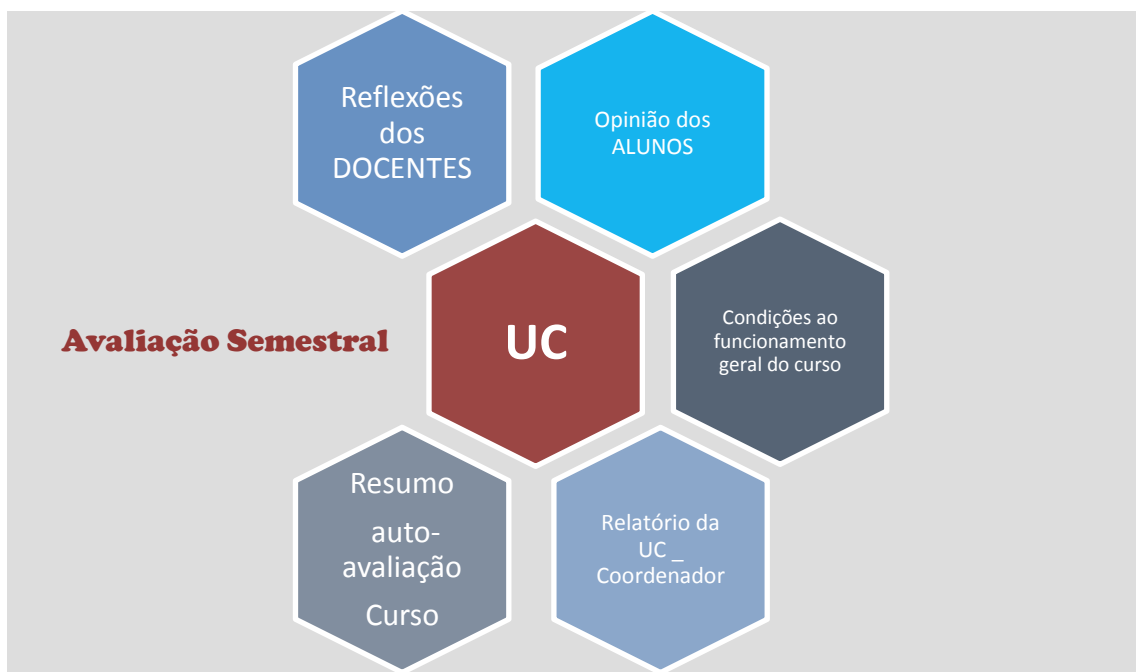 Reflexões
dos
DOCENTES
Opinião dos
ALUNOS
Avaliação Semestral
UC
Condições ao
funcionamento
geral do curso
Resumo
auto-
avaliação
Curso
Relatório da
UC _
Coordenador